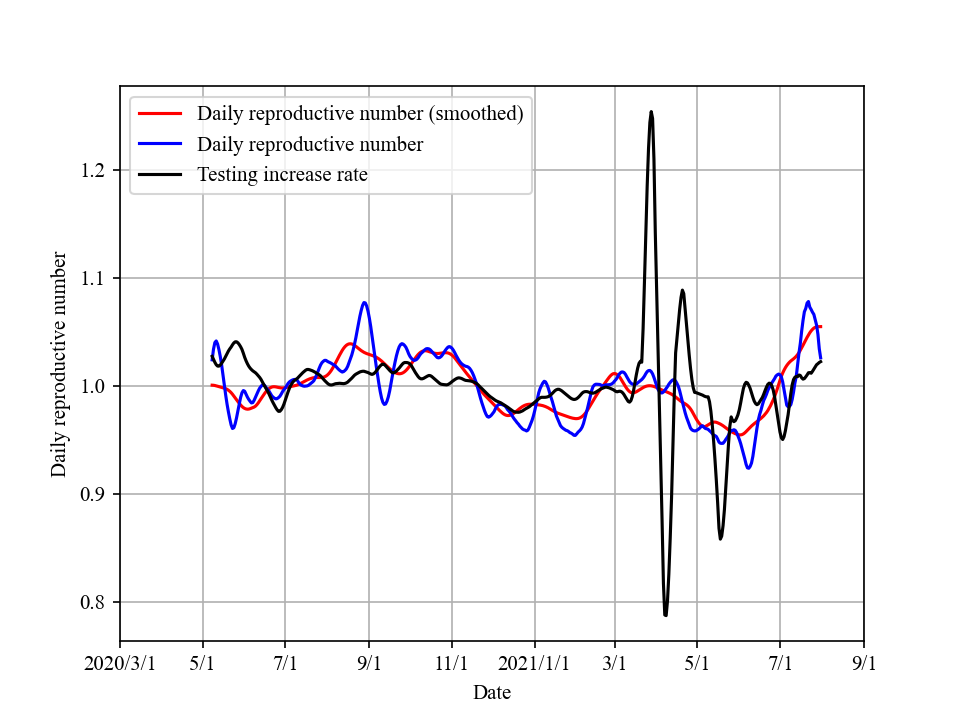 Daily reproductive number (smoothed)
Daily reproductive number
Testing increase rate
Daily reproductive number
1.2
1.1
1.0
0.9
0.8
2020/3/1 5/1 7/1 9/1 11/1 2021/1/1 3/1 5/1 7/1 9/1
Date